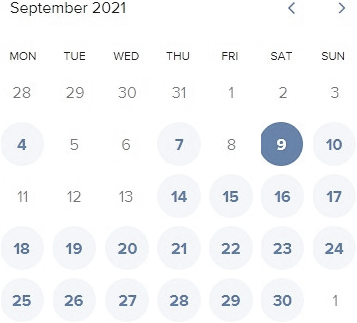 September 2021
MON TUE WED THU FRI SAT SUN
28 29 30 31 1 2 3
4 5 6 7 8 9 10
11 12 13 14 15 16 17
18 19 20 21 22 23 24
25 26 27 28 29 30 1